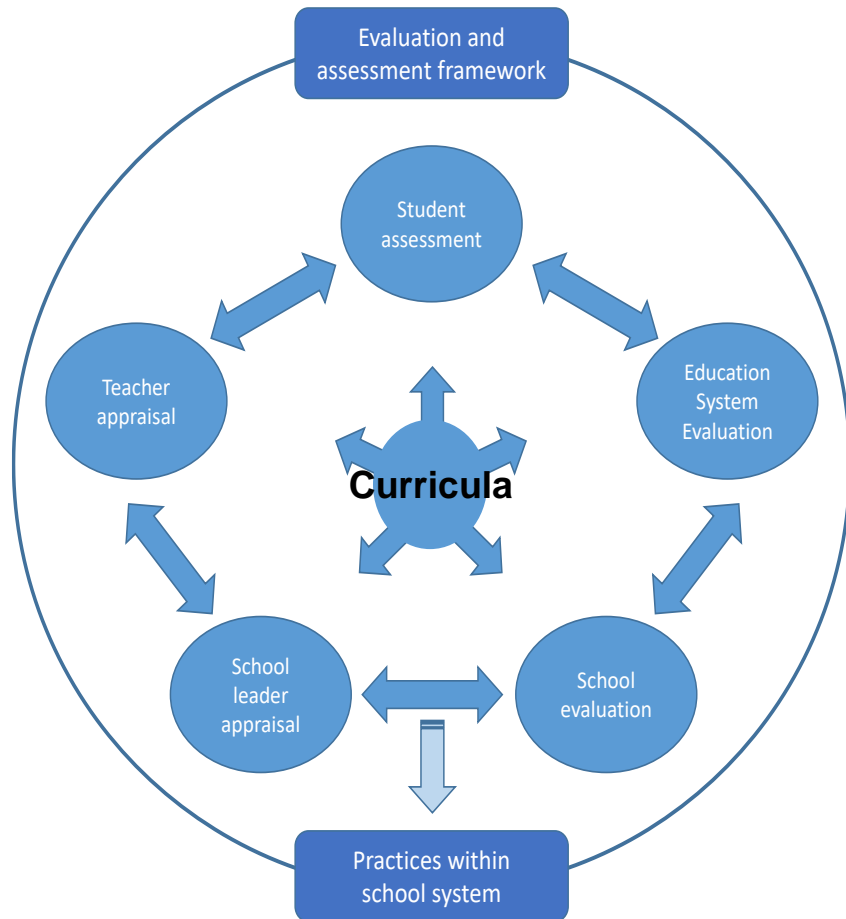 Evaluation and
assessment framework
Student
assessment
Teacher
appraisal
Education
System
Evaluation
Curricula
School
leader
appraisal
School
evaluation
Practices within
school system